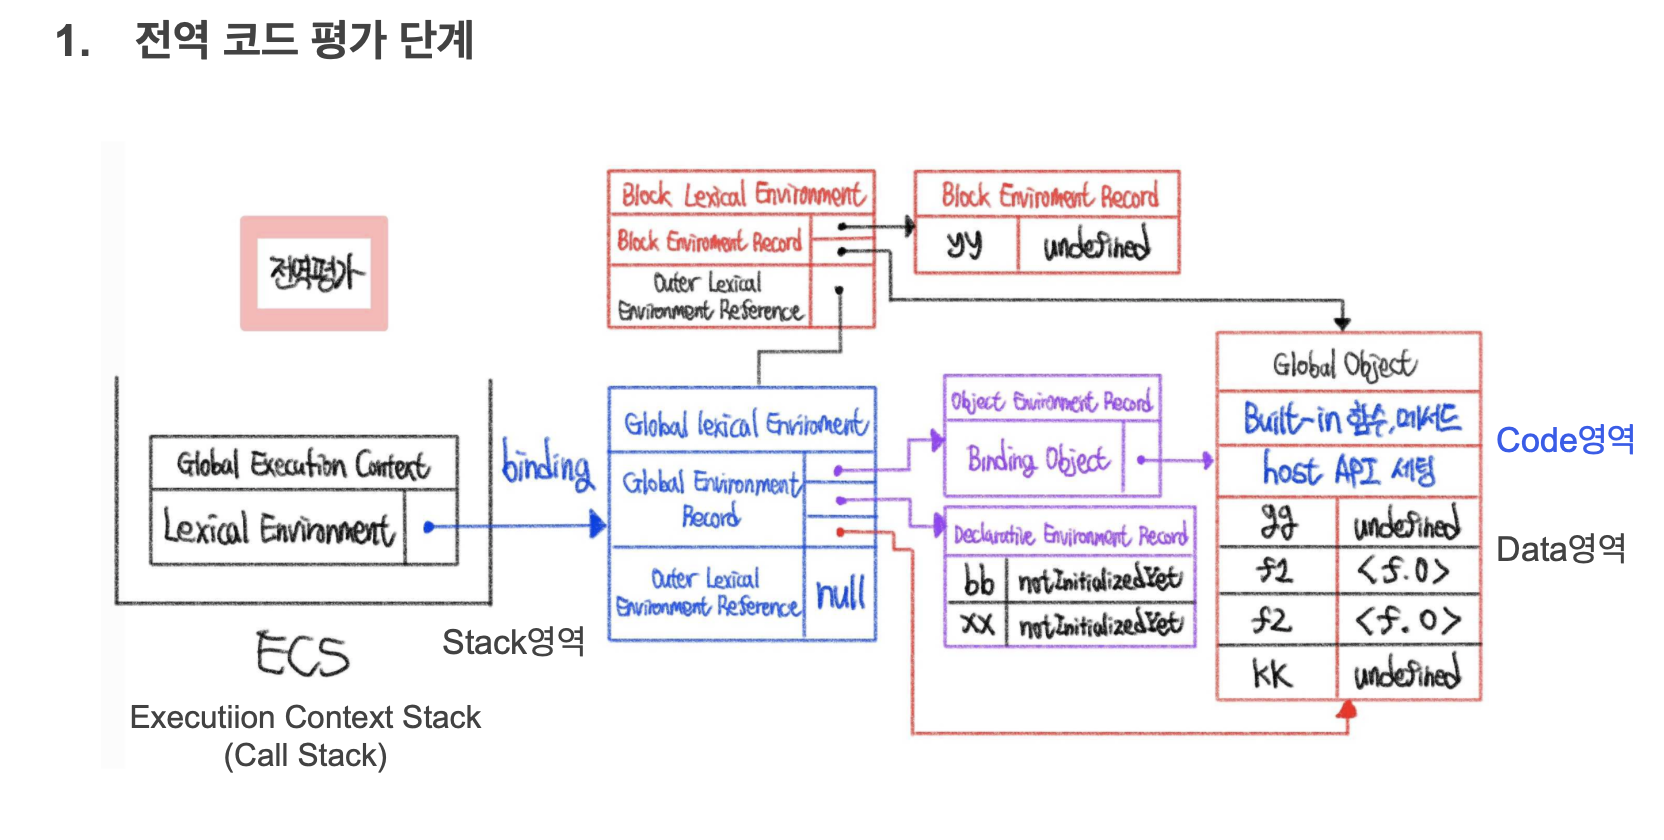 1. 전역 코드 평가 단계
전역평가
Block Lexical Environment
Block Enviroment Record
Outer Lexical
Environment Reference
Block Enviroment Record
yy undefined
Global Execution Context
Lexical Environment
binding
Global lexical Enviroment
Global Environment
Record
Outer Lexical
Environment Reference
null
Object Environment Record
Binding Object
Declarative Environment Record
bb notInitializedYet
xx notInitializedYet
Global Object
Built-in 함수,메서드
host API 세팅
gg undefined
f1 <f.O>
f2 <f.O>
kk undefined
Code영역
Data영역
ECS
Stack영역
Executiion Context Stack
(Call Stack)